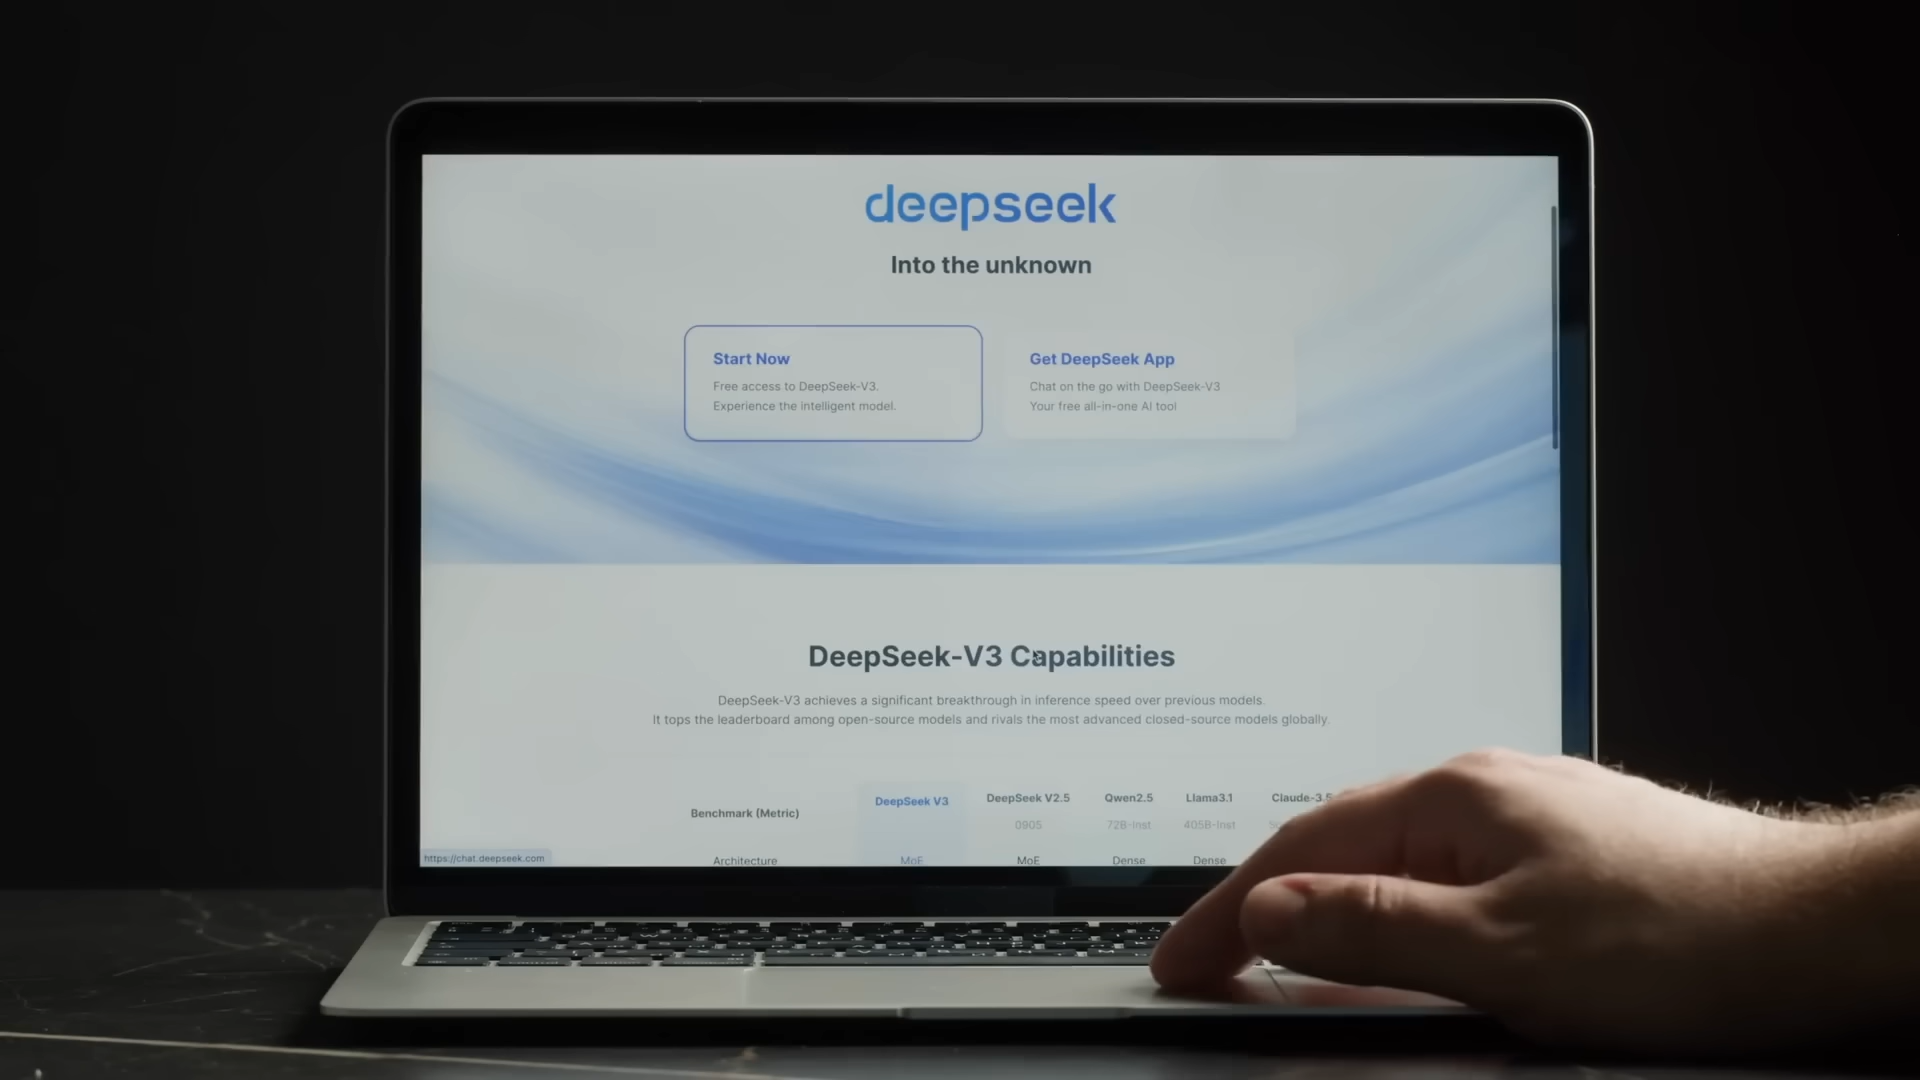 deepseek
Into the unknown
Start Now
Free access to DeepSeek-V3.
Experience the intelligent model.
Get DeepSeek App
Chat on the go with DeepSeek-V3
Your free all-in-one AI tool
DeepSeek-V3 Capabilities
DeepSeek-V3 achieves a significant breakthrough in inference speed over previous models.
It tops the leaderboard among open-source models and rivals the most advanced closed-source models globally.
Benchmark (Metric) DeepSeek V3 DeepSeek V2.5 Qwen2.5 Llama3.1 Claude-3.5
0905 72B-Inst 405B-Inst
Architecture MoE MoE Dense Dense
https://chat.deepseek.com